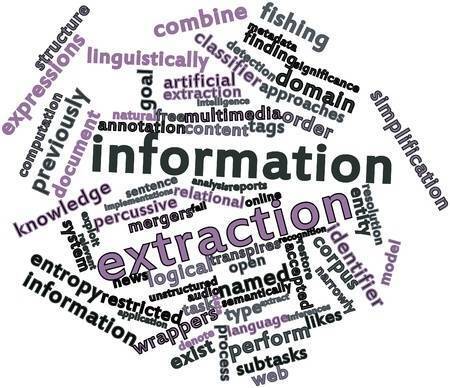 structure
combine
fishing
metadata
finding
significance
detection
classifier
domain
linguistically
expressions
goal
artificial
extraction
approaches
simplification
intelligence
computation
previously
document
natural
free
multimedia
order
annotation
content
tags
information
knowledge
sentence
analysis
reports
implementations
relational
online
percussive
mergers
fall
extraction
resolution
entity
system
exploit
relevant
news
logical
transpires
recognition
open
corpus
identifier
model
narrowly
accepted
entropy
restricted
unstructured
audio
named
semantically
information
application
task
type
extract
wrappers
language
inferences
likes
denote
exist
process
perform
subtasks
web